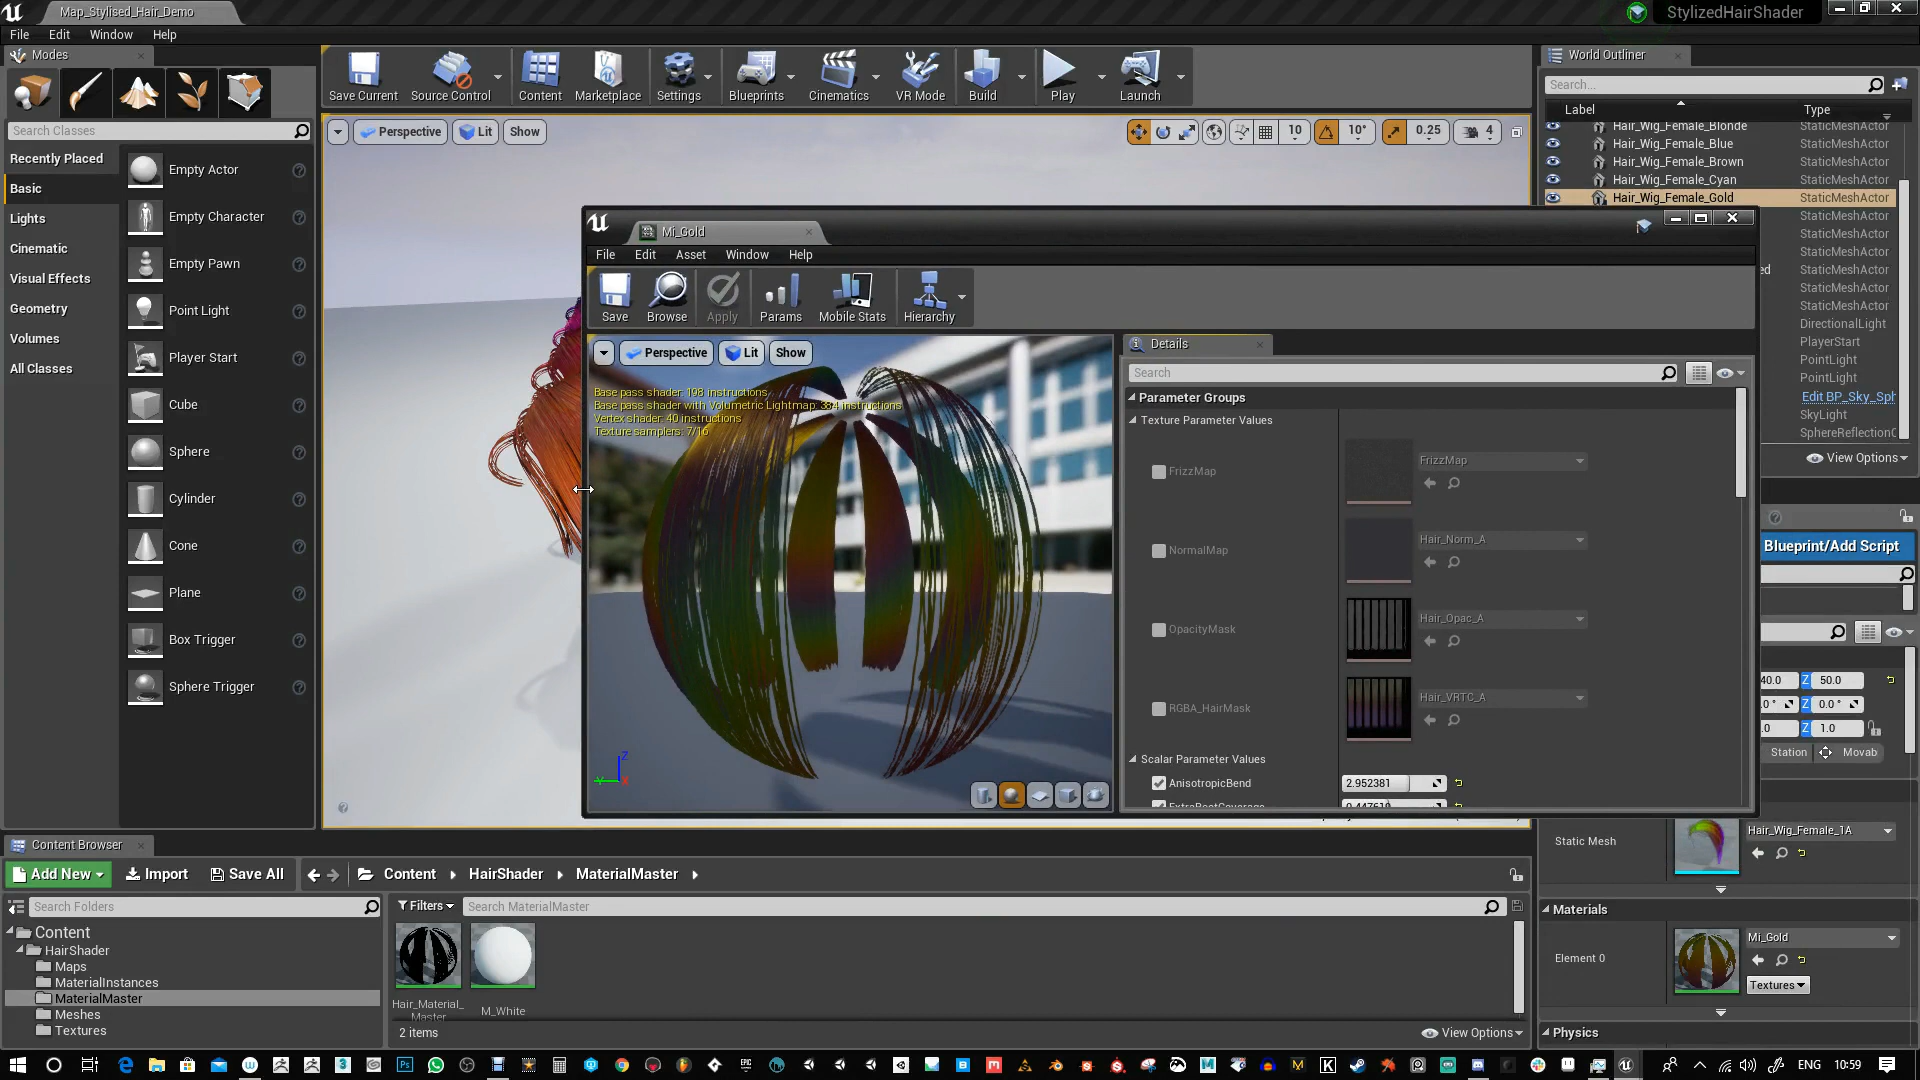 Map_Stylised_Hair_Demo
StylizedHairShader
File Edit Window Help
Modes
Search Classes
Recently Placed
Basic
Lights
Cinematic
Visual Effects
Geometry
Volumes
All Classes
Empty Actor
Empty Character
Empty Pawn
Point Light
Player Start
Cube
Sphere
Cylinder
Cone
Plane
Box Trigger
Sphere Trigger
Save Current
Source Control
Content
Marketplace
Settings
Blueprints
Cinematics
VR Mode
Build
Play
Launch
Perspective Lit Show
10 10° 0.25 4
World Outliner
Search...
Label Type
Hair_Wig_Female_Blonde StaticMeshActor
Hair_Wig_Female_Blue StaticMeshActor
Hair_Wig_Female_Brown StaticMeshActor
Hair_Wig_Female_Cyan StaticMeshActor
Hair_Wig_Female_Gold StaticMeshActor
StaticMeshActor
StaticMeshActor
StaticMeshActor
ed StaticMeshActor
StaticMeshActor
StaticMeshActor
DirectionalLight
PlayerStart
PointLight
PointLight
Edit BP_Sky_Sph
SkyLight
SphereReflectionC
View Options
Mi_Gold
File Edit Asset Window Help
Save Browse Apply Params Mobile Stats Hierarchy
Perspective Lit Show
Base pass shader: 198 instructions
Base pass shader with Volumetric Lightmap: 384 instructions
Vertex shader: 40 instructions
Texture samplers: 7/16
Z
Y X
Details
Search
Parameter Groups
Texture Parameter Values
FrizzMap FrizzMap
NormalMap Hair_Norm_A
OpacityMask Hair_Opac_A
RGBA_HairMask Hair_VRTC_A
Scalar Parameter Values
AnisotropicBend 2.952381
ExtraRootCoverage 0.447619
Blueprint/Add Script
40.0 Z 50.0
.0° Z 0.0°
.0 Z 1.0
Station Movab
Static Mesh
Hair_Wig_Female_1A
Materials
Element 0
Mi_Gold
Textures
Physics
Content Browser
Add New Import Save All Content HairShader MaterialMaster
Search Folders
Filters Search MaterialMaster
Content
HairShader
Maps
MaterialInstances
MaterialMaster
Meshes
Textures
Hair_Material_
Master
M_White
2 items
View Options
ENG 10:59